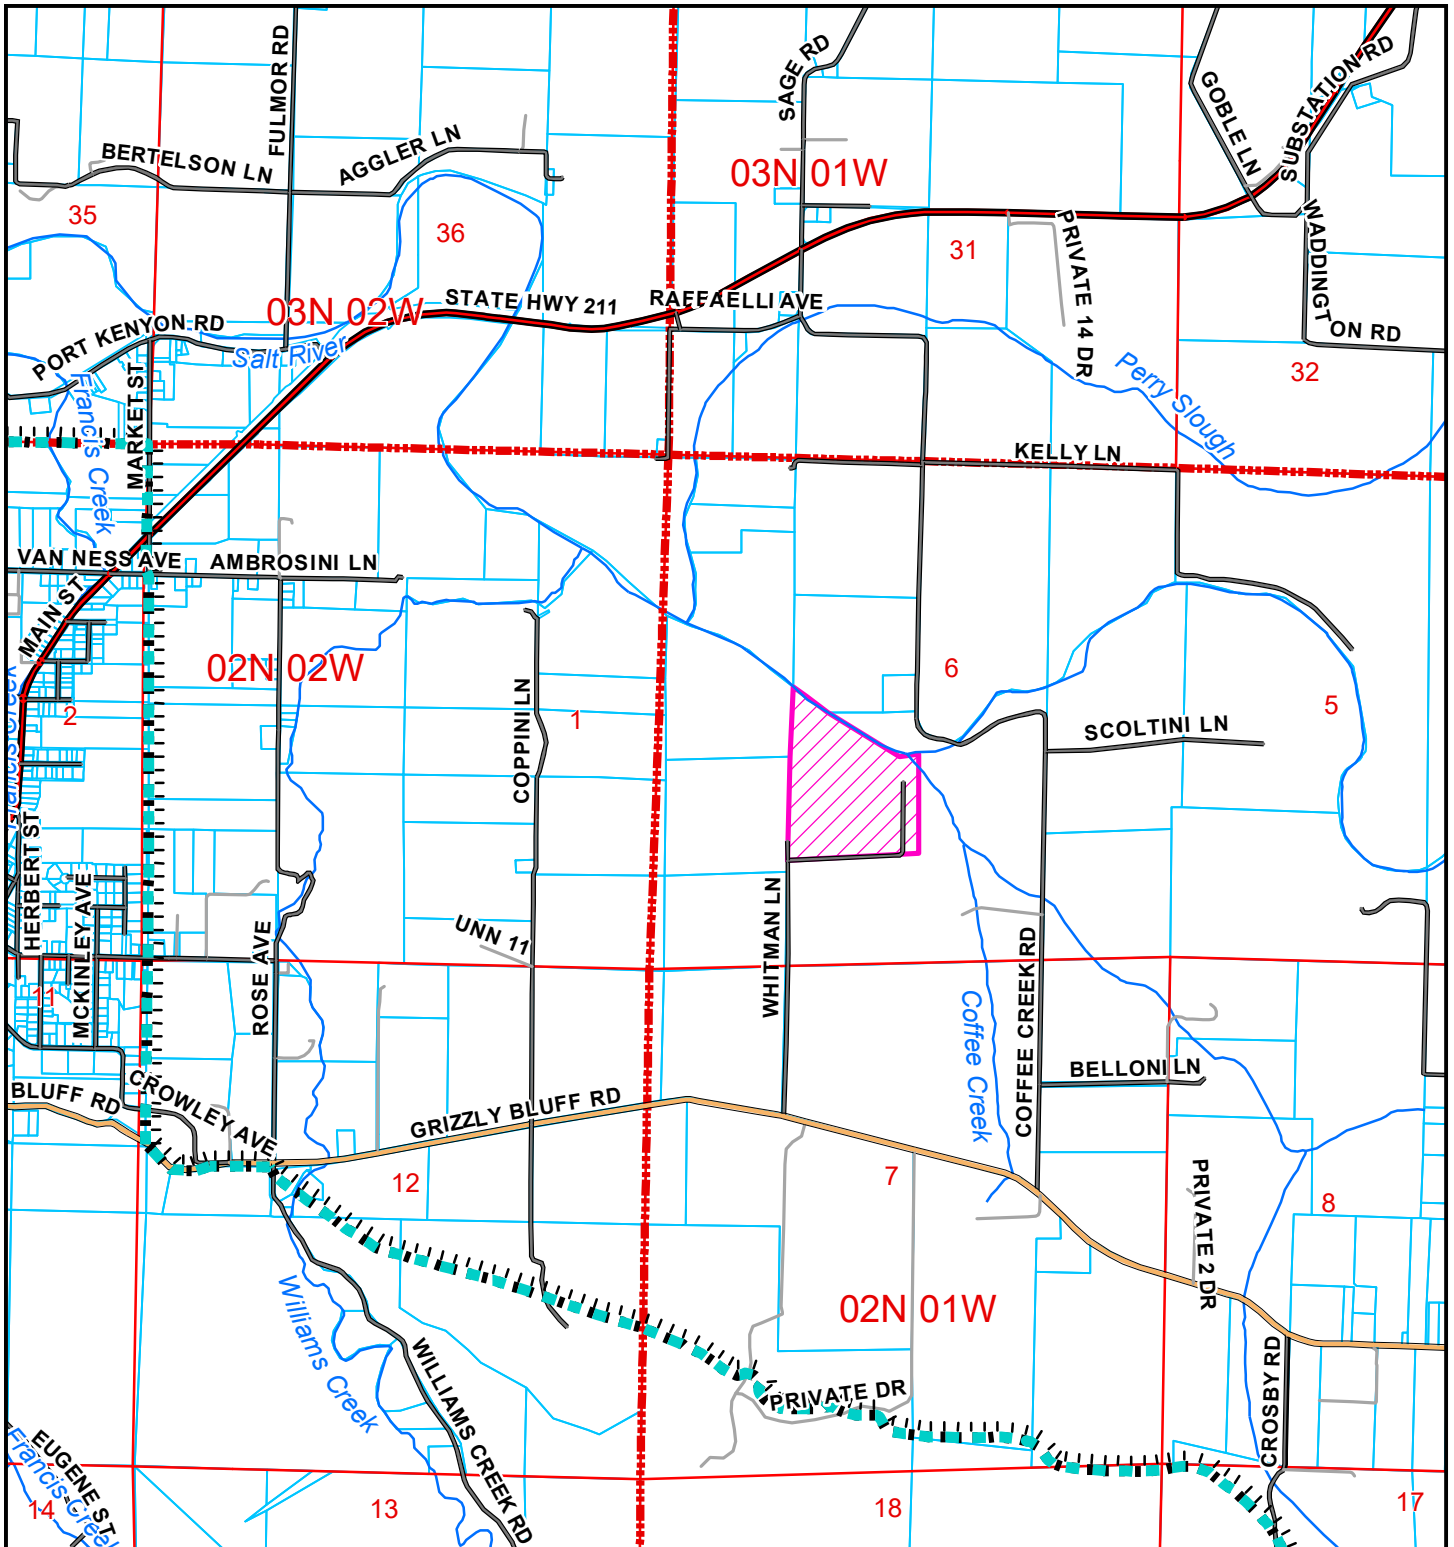 FULMOR RD
SAGE RD
GOBLE LN
SUBSTATION RD
BERTELSON LN
AGGLER LN
03N 01W
35
36
31
PRIVATE 14 DR
WADDINGTON RD
03N 02W
STATE HWY 211
RAFFAELLI AVE
PORT KENYON RD
Salt River
Francis Creek
MARKET ST
Perry Slough
32
KELLY LN
VAN NESS AVE
AMBROSINI LN
MAIN ST
02N 02W
Francis Creek
2
COPPINI LN
1
6
5
SCOLTINI LN
HERBERT ST
MCKINLEY AVE
ROSE AVE
UNN 11
WHITMAN LN
COFFEE CREEK RD
Coffee Creek
11
BELLONI LN
BLUFF RD
CROWLEY AVE
GRIZZLY BLUFF RD
12
7
PRIVATE 2 DR
8
Williams Creek
WILLIAMS CREEK RD
02N 01W
PRIVATE DR
CROSBY RD
EUGENE ST
Francis Creek
14
13
18
17